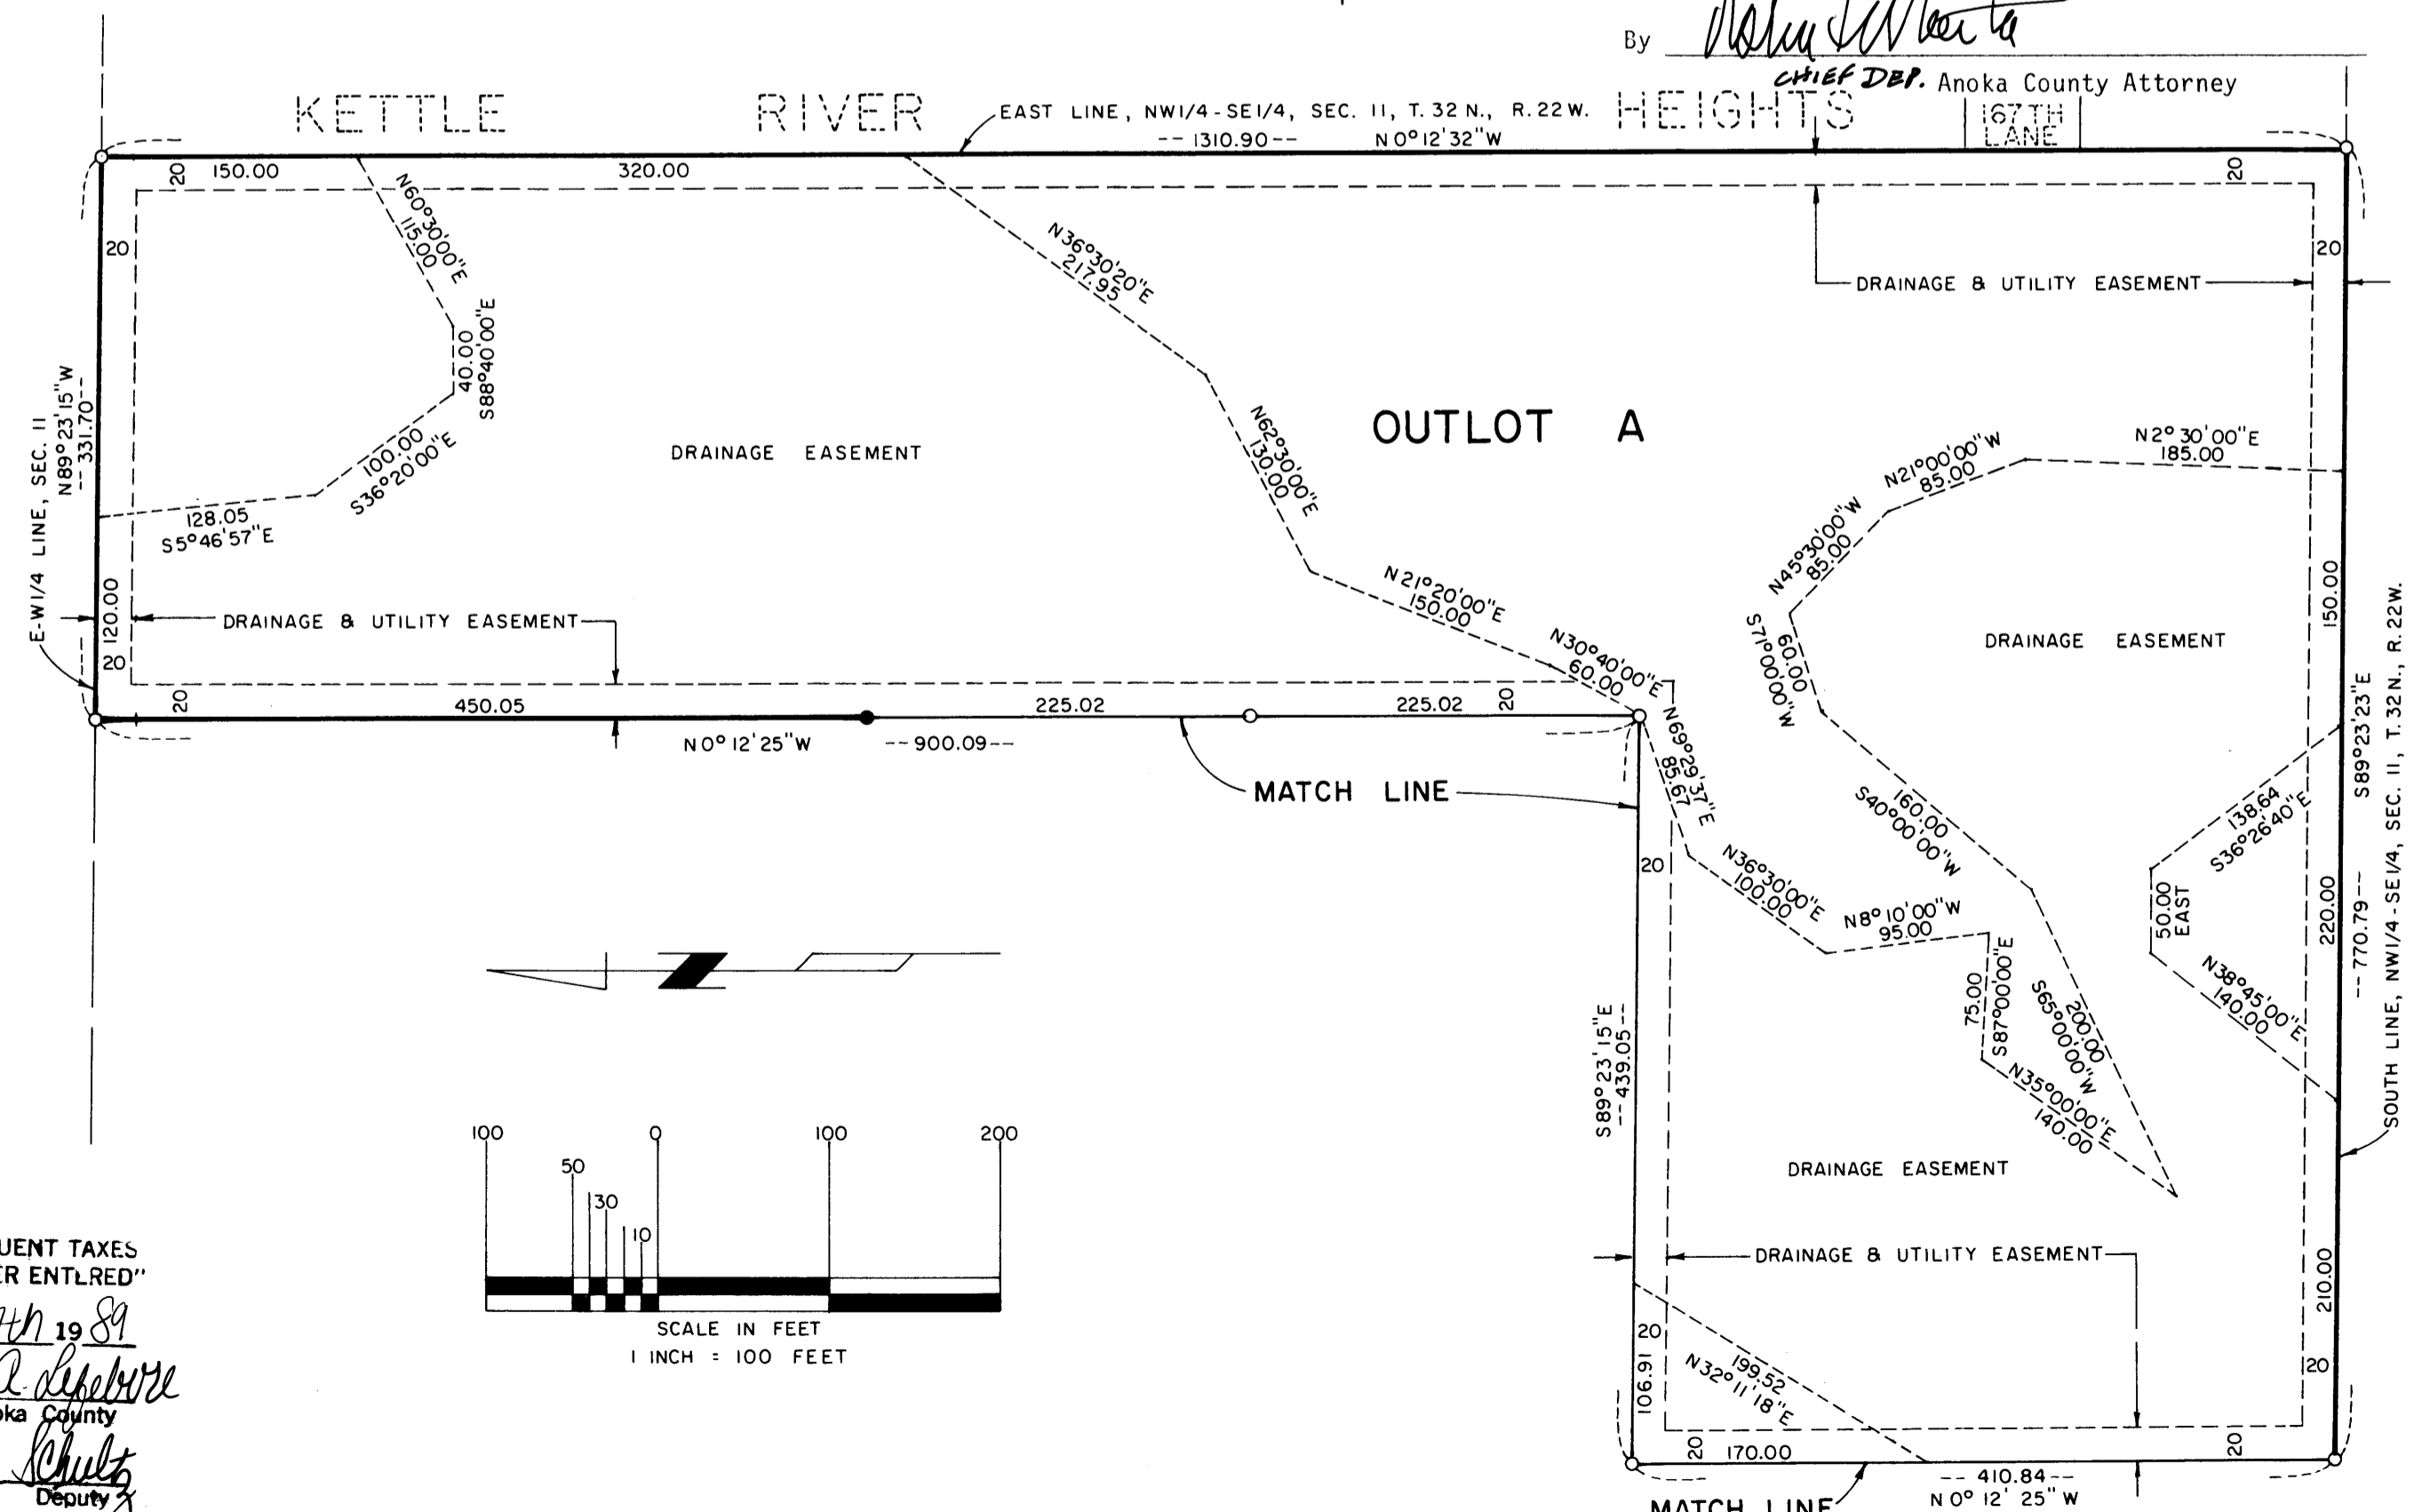 By
CHIEF DEP. Anoka County Attorney
KETTLE RIVER HEIGHTS
EAST LINE, NW1/4-SE1/4, SEC. 11, T. 32 N., R. 22 W.
--1310.90-- N0°12'32"W
167TH
LANE
20 150.00
320.00
20
20
20
N60°30'00"E
115.00
40.00
S88°40'00"E
100.00
S36°20'00"E
128.05
S5°46'57"E
E-W1/4 LINE, SEC. 11
N89°23'15"W
--331.70--
120.00
20
20
DRAINAGE EASEMENT
DRAINAGE & UTILITY EASEMENT
450.05
225.02
225.02
20
N0°12'25"W --900.09--
MATCH LINE
N36°30'20"E
217.95
N62°30'00"E
130.00
N21°20'00"E
150.00
N30°40'00"E
60.00
OUTLOT A
DRAINAGE & UTILITY EASEMENT
N2°30'00"E
185.00
N21°00'00"W
85.00
N45°30'00"W
85.00
60.00
S71°00'00"W
DRAINAGE EASEMENT
160.00
S40°00'00"W
150.00
138.64
S36°26'40"E
50.00
EAST
N38°45'00"E
140.00
220.00
S89°23'23"E
--770.79--
SOUTH LINE, NW1/4-SE1/4, SEC. 11, T. 32N., R. 22W.
N69°29'37"E
85.67
20
N36°30'00"E
100.00
N8°10'00"W
95.00
75.00
S87°00'00"E
200.00
S65°00'00"W
N35°00'00"E
140.00
S89°23'15"E
--439.05--
DRAINAGE EASEMENT
DRAINAGE & UTILITY EASEMENT
210.00
20
20
106.91
199.52
N32°11'18"E
20 170.00
20
--410.84--
N0°12'25"W
MATCH LINE
100 0 100 200
50
30
10
SCALE IN FEET
1 INCH = 100 FEET
UENT TAXES
ER ENTERED"
4th 19 89
A. Lefebvre
oka County
Schultz
Deputy